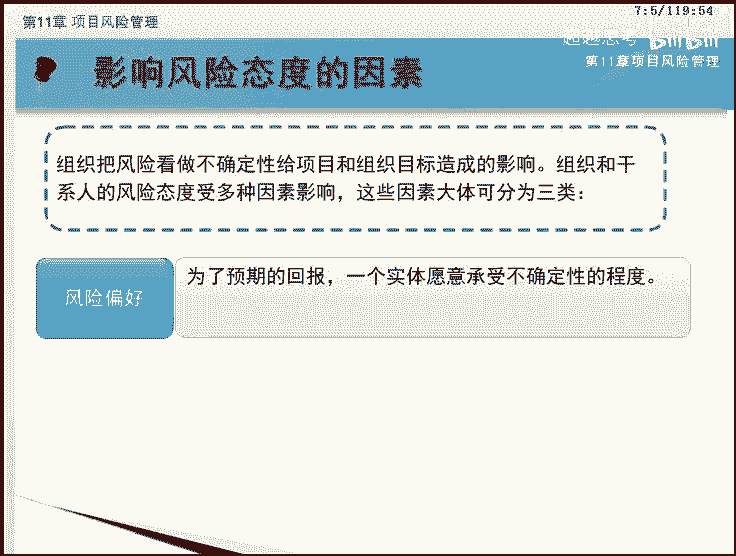 第11章 项目风险管理
7:5/119:54
bilibili
第11章项目风险管理
影响风险态度的因素
组织把风险看做不确定性给项目和组织目标造成的影响。组织和干
系人的风险态度受多种因素影响，这些因素大体可分为三类：
风险偏好
为了预期的回报，一个实体愿意承受不确定性的程度。